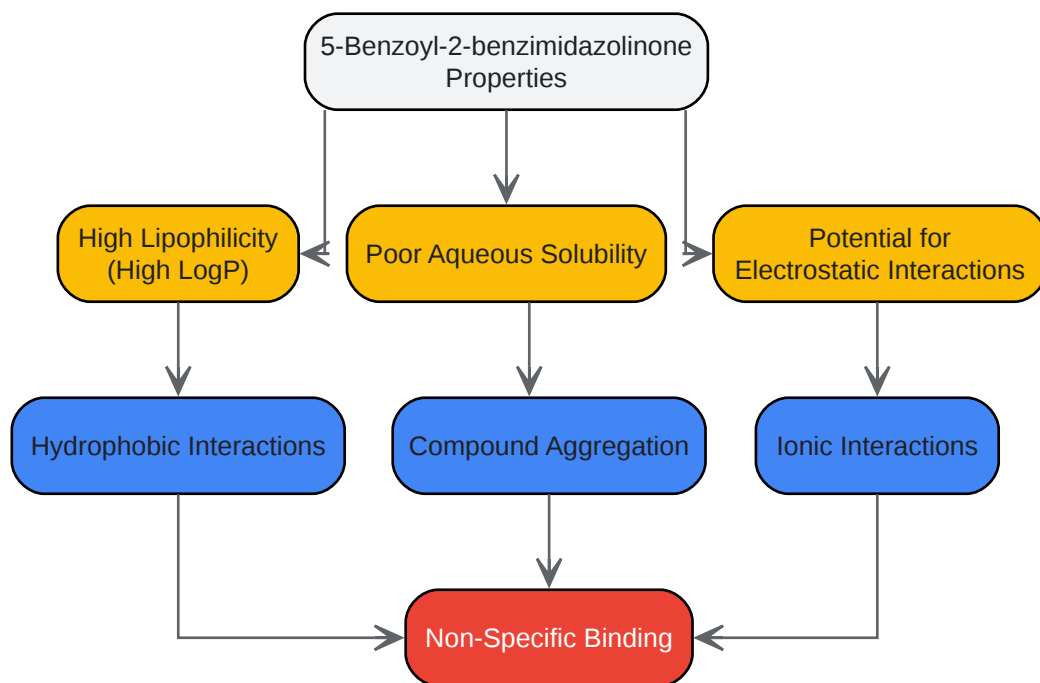 5-Benzoyl-2-benzimidazolinone
Properties
High Lipophilicity
(High LogP)
Poor Aqueous Solubility
Potential for
Electrostatic Interactions
Hydrophobic Interactions
Compound Aggregation
Ionic Interactions
Non-Specific Binding